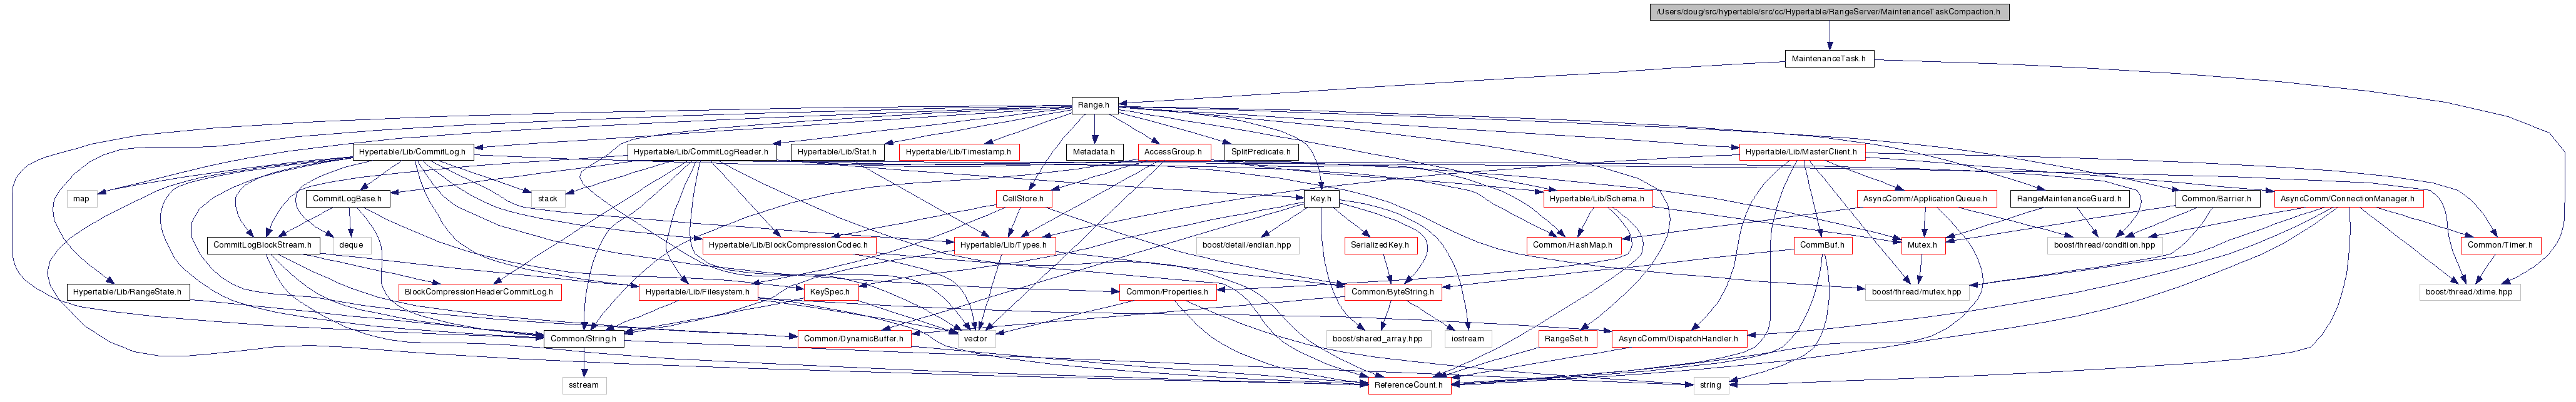 /Users/doug/src/hypertable/src/cc/Hypertable/RangeServer/MaintenanceTaskCompaction.h
MaintenanceTask.h
Range.h
Hypertable/Lib/CommitLog.h
Hypertable/Lib/CommitLogReader.h
Hypertable/Lib/Stat.h
Hypertable/Lib/Timestamp.h
Metadata.h
AccessGroup.h
SplitPredicate.h
Hypertable/Lib/MasterClient.h
map
CommitLogBase.h
stack
CellStore.h
Key.h
Hypertable/Lib/Schema.h
AsyncComm/ApplicationQueue.h
RangeMaintenanceGuard.h
Common/Barrier.h
AsyncComm/ConnectionManager.h
CommitLogBlockStream.h
deque
Hypertable/Lib/BlockCompressionCodec.h
Hypertable/Lib/Types.h
boost/detail/endian.hpp
SerializedKey.h
Common/HashMap.h
CommBuf.h
Mutex.h
boost/thread/condition.hpp
Common/Timer.h
Hypertable/Lib/RangeState.h
BlockCompressionHeaderCommitLog.h
Hypertable/Lib/Filesystem.h
KeySpec.h
Common/Properties.h
Common/ByteString.h
boost/thread/mutex.hpp
boost/thread/xtime.hpp
Common/String.h
Common/DynamicBuffer.h
vector
boost/shared_array.hpp
iostream
RangeSet.h
AsyncComm/DispatchHandler.h
sstream
ReferenceCount.h
string